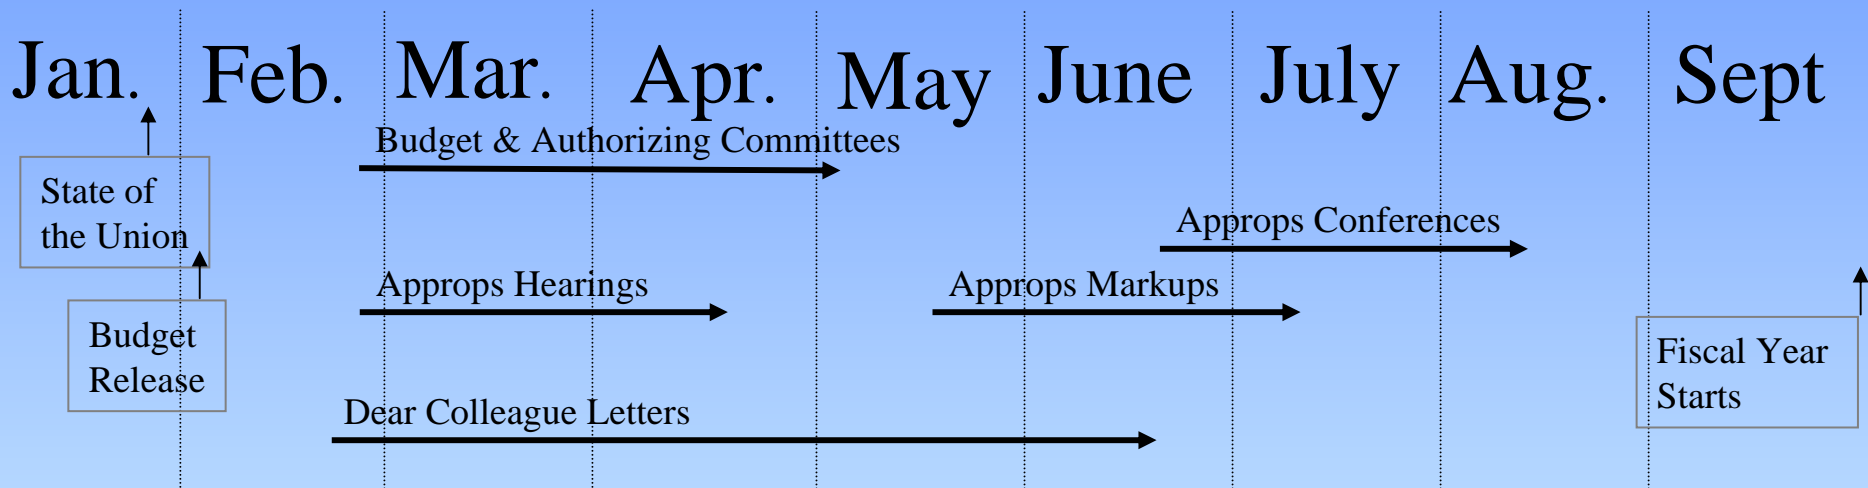 Jan.
Feb.
Mar.
Apr.
May
June
July
Aug.
Sept
Budget & Authorizing Committees
State of
the Union
Approps Conferences
Approps Hearings
Approps Markups
Budget
Release
Fiscal Year
Starts
Dear Colleague Letters